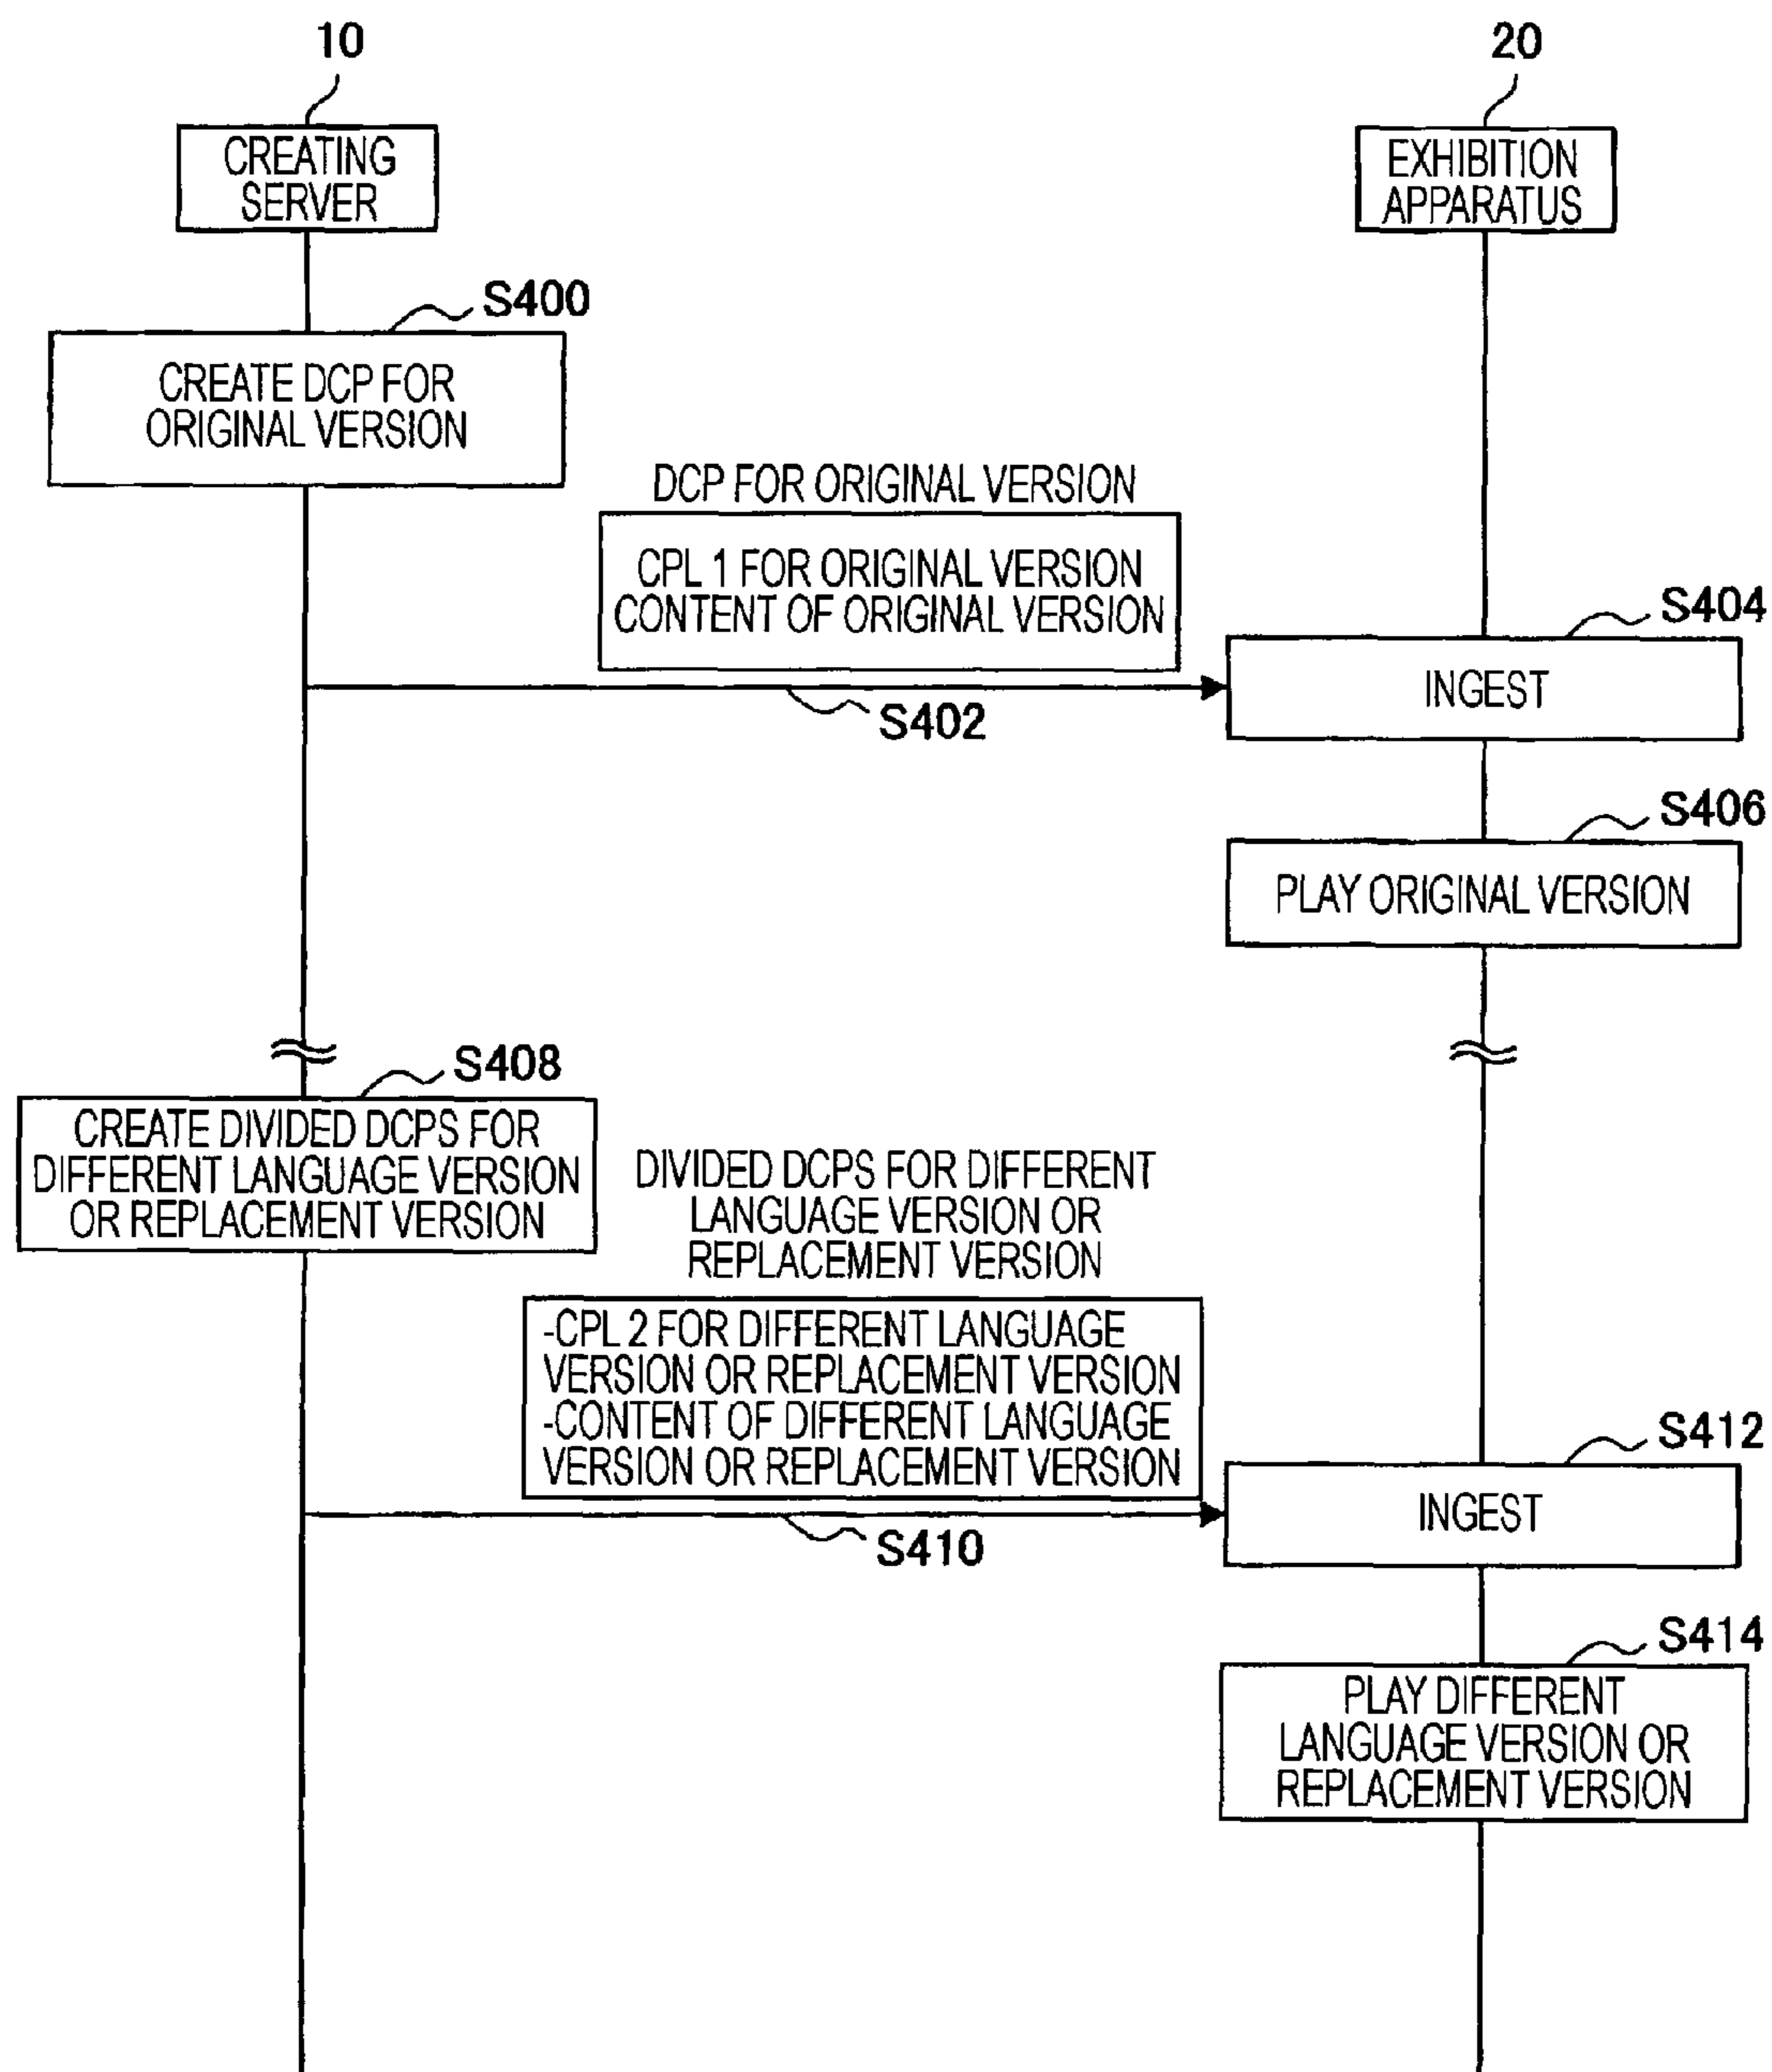 10
20
CREATING
SERVER
EXHIBITION
APPARATUS
S400
CREATE DCP FOR
ORIGINAL VERSION
DCP FOR ORIGINAL VERSION
CPL 1 FOR ORIGINAL VERSION
CONTENT OF ORIGINAL VERSION
S404
INGEST
S402
S406
PLAY ORIGINAL VERSION
S408
CREATE DIVIDED DCPS FOR
DIFFERENT LANGUAGE VERSION
OR REPLACEMENT VERSION
DIVIDED DCPS FOR DIFFERENT
LANGUAGE VERSION OR
REPLACEMENT VERSION
-CPL 2 FOR DIFFERENT LANGUAGE
VERSION OR REPLACEMENT VERSION
-CONTENT OF DIFFERENT LANGUAGE
VERSION OR REPLACEMENT VERSION
S412
INGEST
S410
S414
PLAY DIFFERENT
LANGUAGE VERSION OR
REPLACEMENT VERSION